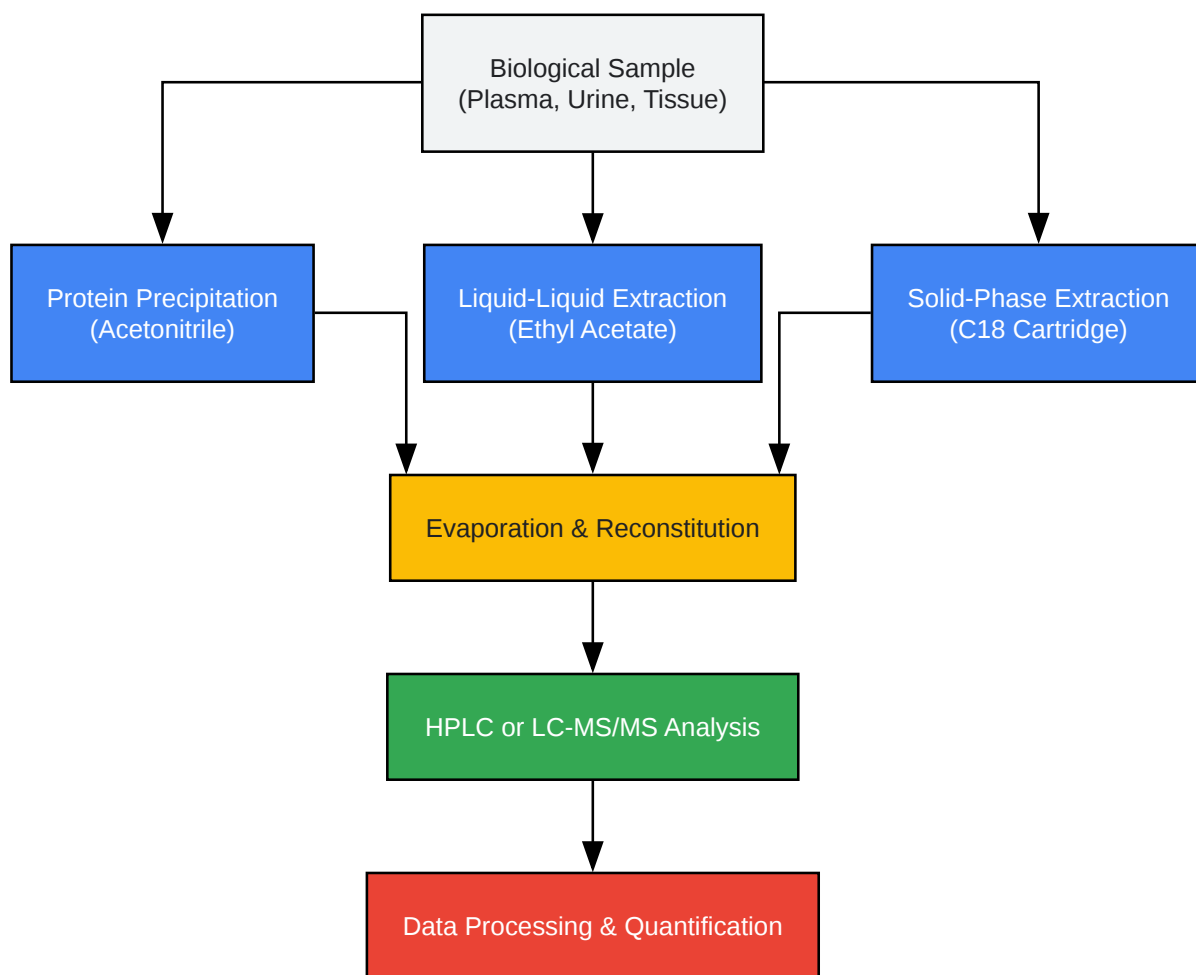 Biological Sample
(Plasma, Urine, Tissue)
Protein Precipitation
(Acetonitrile)
Liquid-Liquid Extraction
(Ethyl Acetate)
Solid-Phase Extraction
(C18 Cartridge)
Evaporation & Reconstitution
HPLC or LC-MS/MS Analysis
Data Processing & Quantification